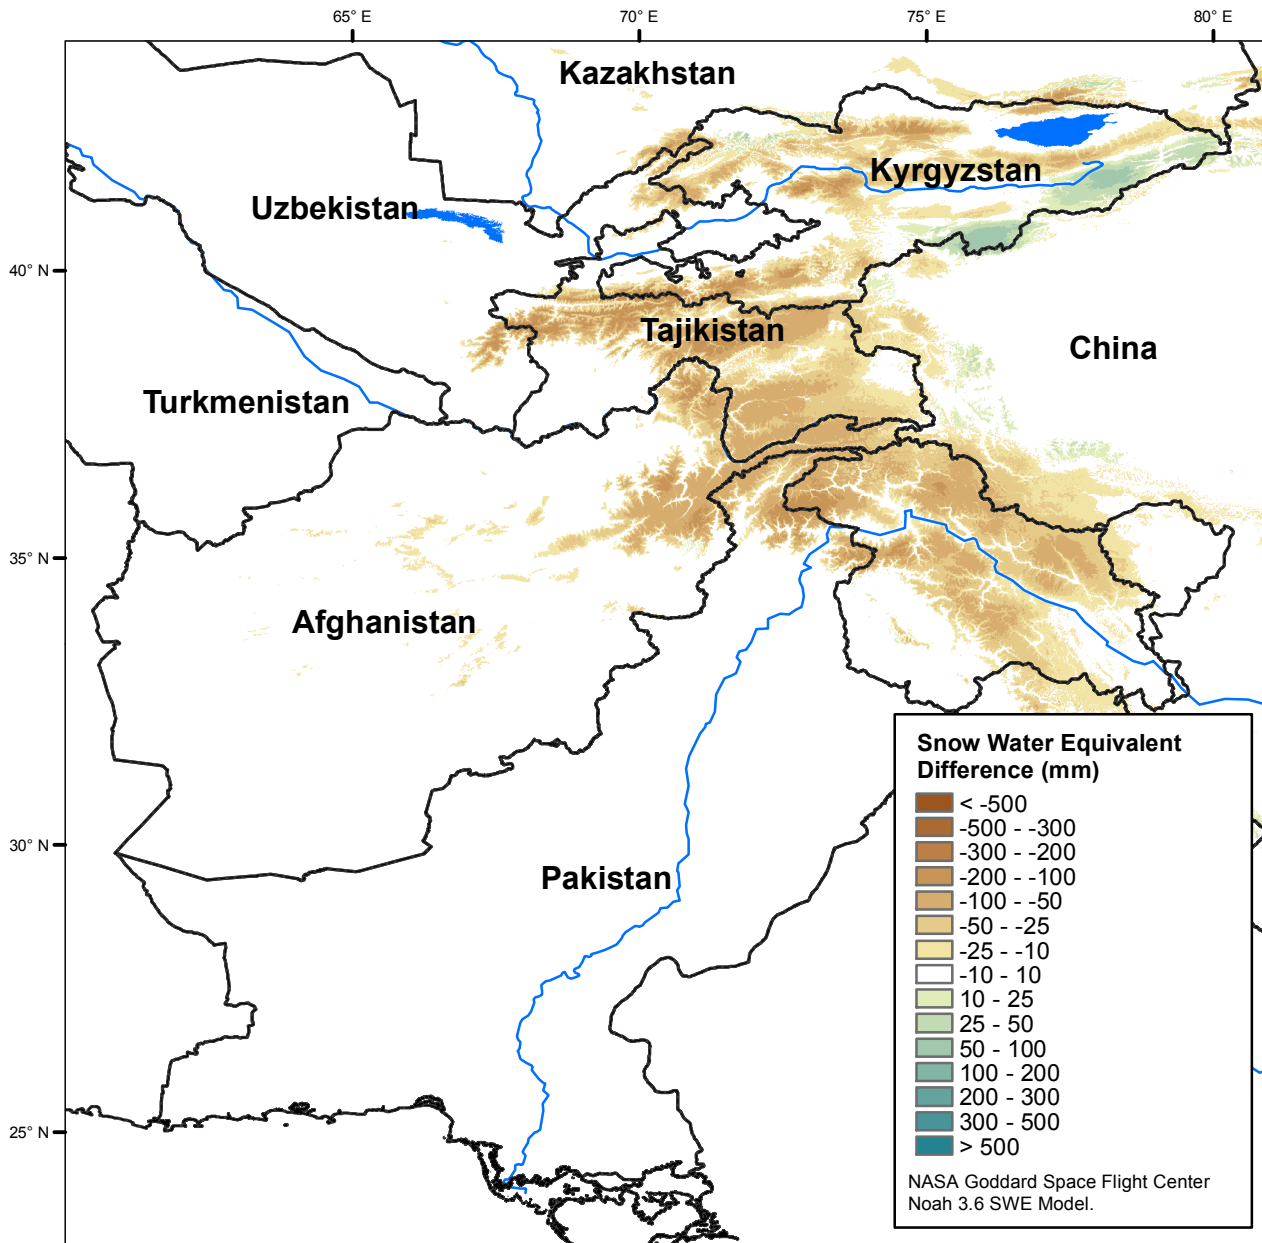 65° E
70° E
75° E
80° E
Kazakhstan
Kyrgyzstan
Uzbekistan
40° N
Tajikistan
China
Turkmenistan
35° N
Afghanistan
Snow Water Equivalent
Difference (mm)
< -500
-500 - -300
-300 - -200
-200 - -100
-100 - -50
-50 - -25
-25 - -10
-10 - 10
10 - 25
25 - 50
50 - 100
100 - 200
200 - 300
300 - 500
> 500
NASA Goddard Space Flight Center
Noah 3.6 SWE Model.
30° N
Pakistan
25° N